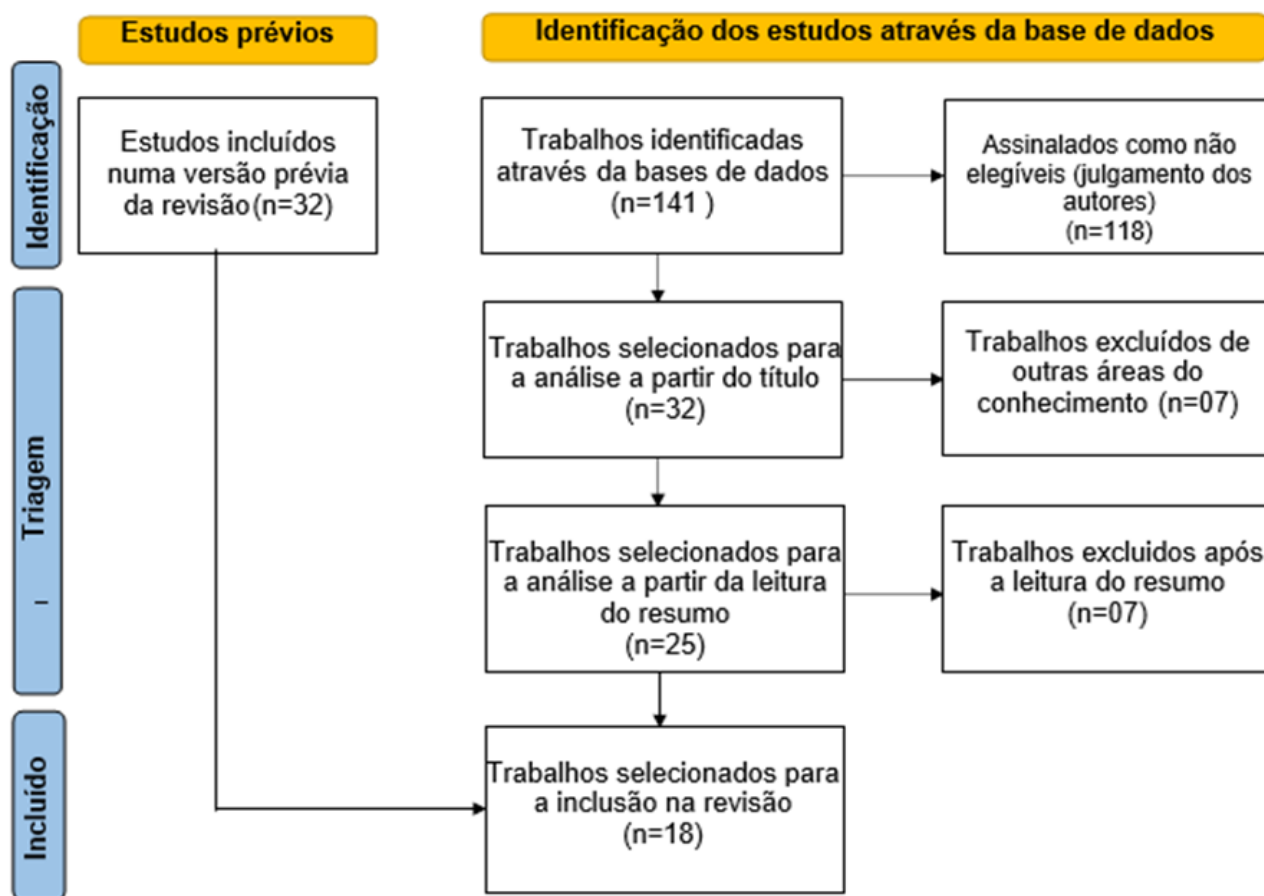 Estudos prévios
Identificação dos estudos através da base de dados
Identificação
Estudos incluídos
numa versão prévia
da revisão(n=32)
Trabalhos identificadas
através da bases de dados
(n=141 )
Assinalados como não
elegíveis (julgamento dos
autores)
(n=118)
Triagem
Trabalhos selecionados para
a análise a partir do título
(n=32)
Trabalhos excluídos de
outras áreas do
conhecimento (n=07)
Trabalhos selecionados para
a análise a partir da leitura
do resumo
(n=25)
Trabalhos excluidos após
a leitura do resumo
(n=07)
Incluído
Trabalhos selecionados para
a inclusão na revisão
(n=18)